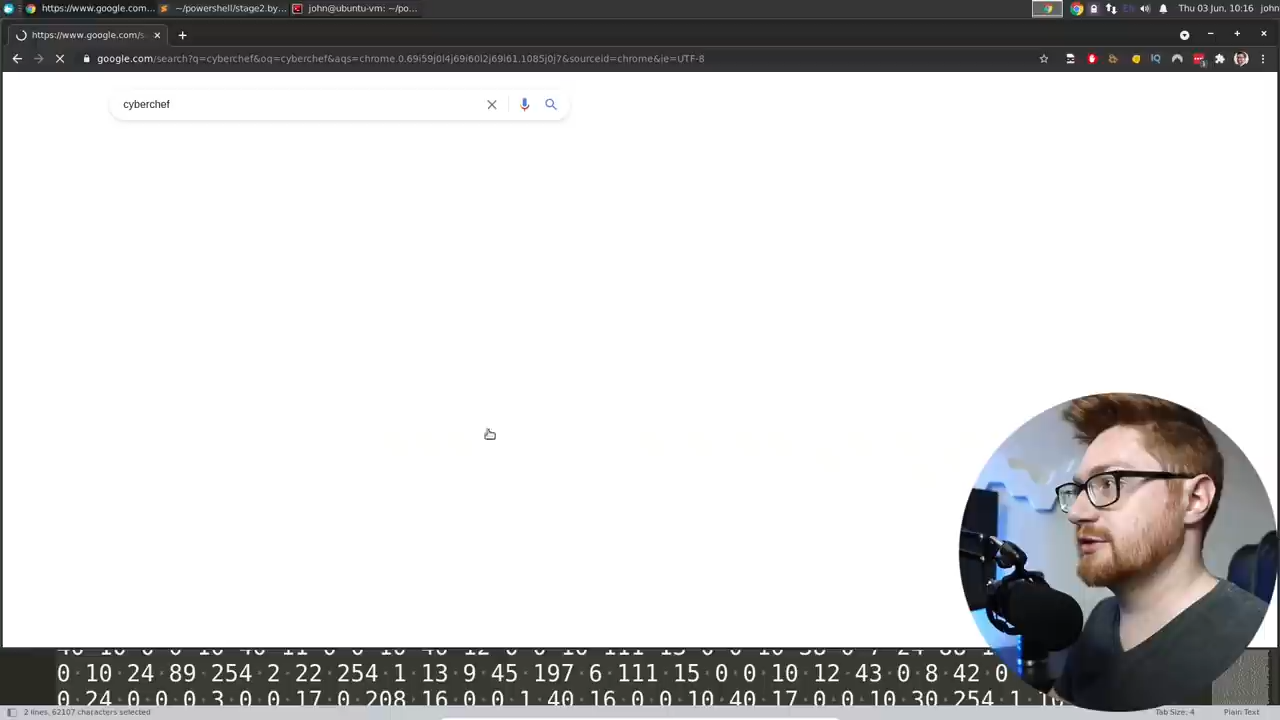 https://www.google.com...
~/powershell/stage2.by...
john@ubuntu-vm: ~/po...
Thu 03 Jun, 10:16
john
https://www.google.com/s
google.com/search?q=cyberchef&oq=cyberchef&aqs=chrome.0.69i59j0l4j69i60l2j69i61.1085j0j7&sourceid=chrome&ie=UTF-8
cyberchef
0·10·24·89·254·2·22·254·1·13·9·45·197·6·111·15·0·0·10·12·43·0·8·42·0
0·24·0·0·3·0·0·17·0·208·16·0·0·1·40·16·0·0·10·40·17·0·0·10·30·254·1·10
2 lines, 62107 characters selected
Tab Size: 4
Plain Text